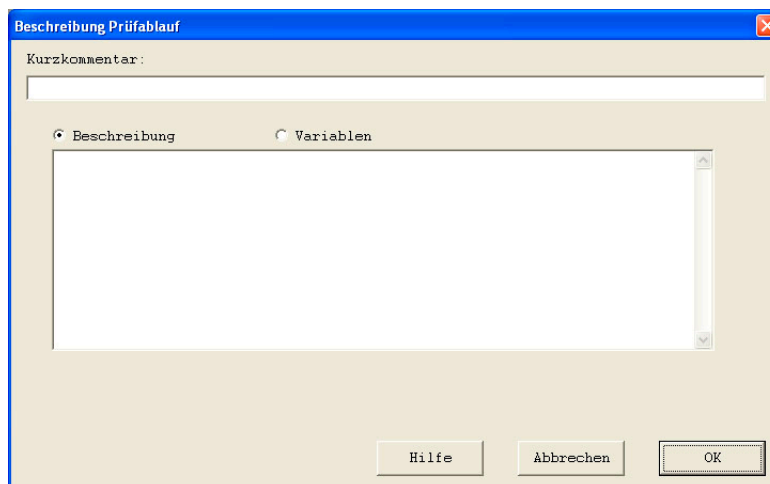 Beschreibung Prüfablauf
Kurzkommentar:
Beschreibung Variablen
Hilfe Abbrechen OK